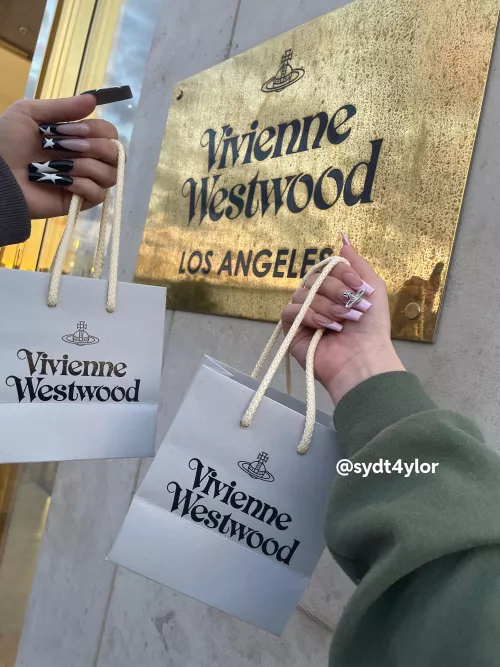 Vivienne
Westwood
LOS ANGELES
Vivienne
Westwood
Vivienne
Westwood
@sydt4ylor